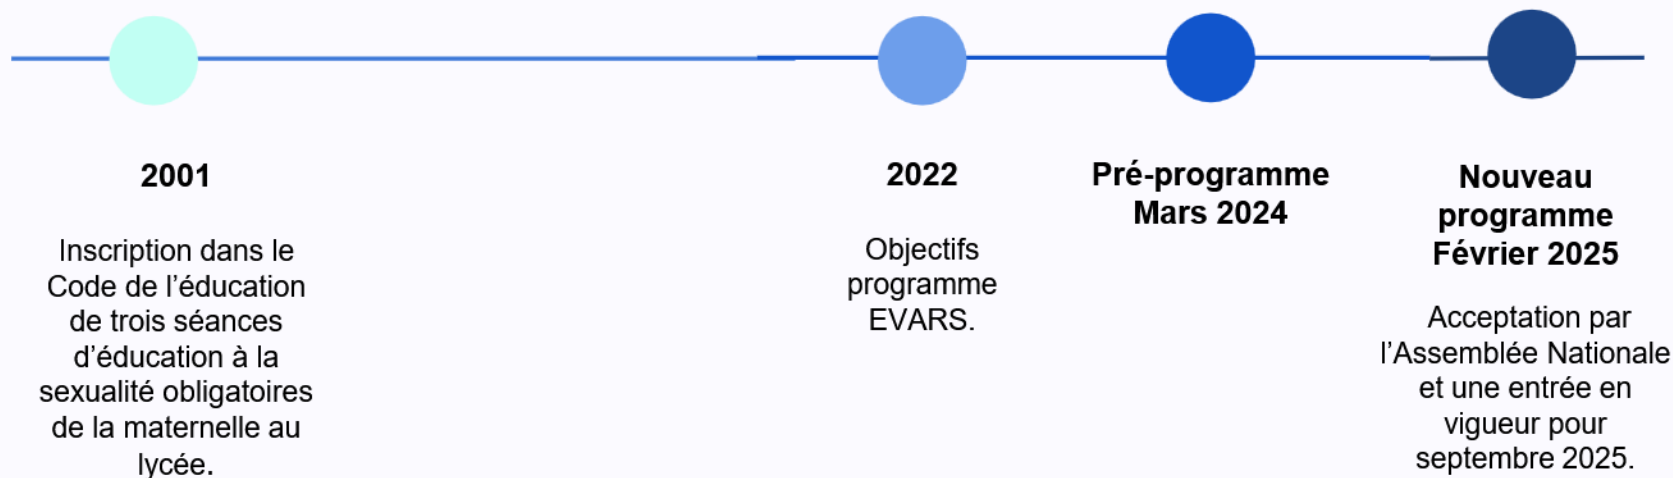 2001
Inscription dans le
Code de l’éducation
de trois séances
d’éducation à la
sexualité obligatoires
de la maternelle au
lycée.
2022
Objectifs
programme
EVARS.
Pré-programme
Mars 2024
Nouveau
programme
Février 2025
Acceptation par
l’Assemblée Nationale
et une entrée en
vigueur pour
septembre 2025.